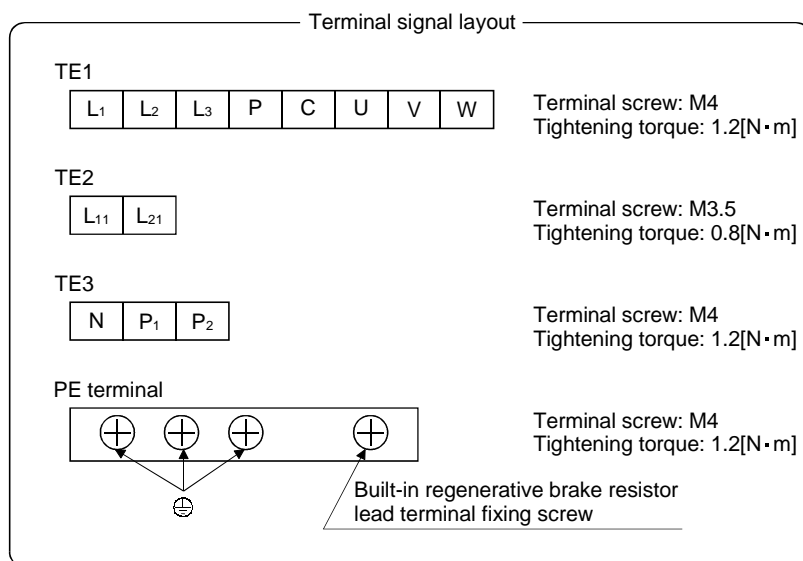 Terminal signal layout
TE1
L₁ L₂ L₃ P C U V W
Terminal screw: M4
Tightening torque: 1.2[N･m]
TE2
L₁₁ L₂₁
Terminal screw: M3.5
Tightening torque: 0.8[N･m]
TE3
N P₁ P₂
Terminal screw: M4
Tightening torque: 1.2[N･m]
PE terminal
Terminal screw: M4
Tightening torque: 1.2[N･m]
Built-in regenerative brake resistor
lead terminal fixing screw